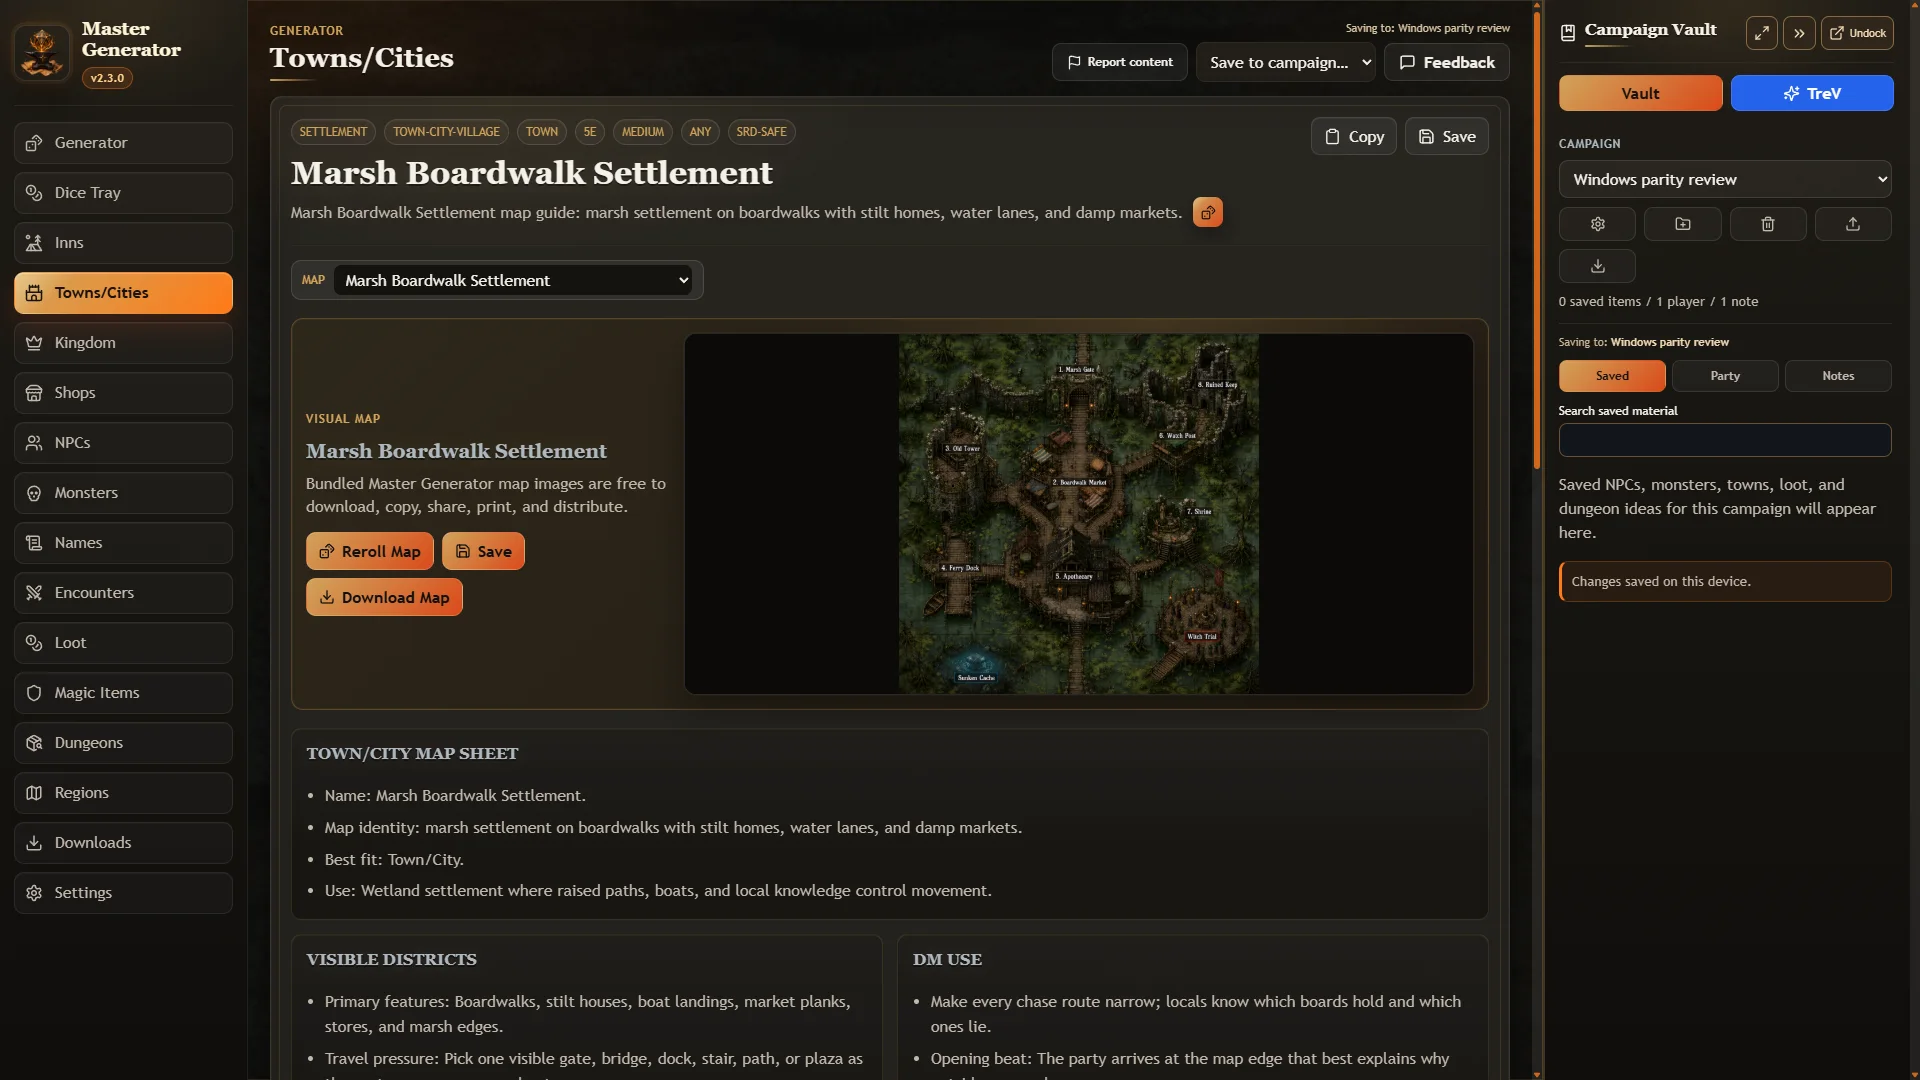 Master
Generator
v2.3.0
Generator
Dice Tray
Inns
Towns/Cities
Kingdom
Shops
NPCs
Monsters
Names
Encounters
Loot
Magic Items
Dungeons
Regions
Downloads
Settings
GENERATOR
Towns/Cities
Saving to: Windows parity review
Report content
Save to campaign...
Feedback
SETTLEMENT
TOWN-CITY-VILLAGE
TOWN
5E
MEDIUM
ANY
SRD-SAFE
Copy
Save
Marsh Boardwalk Settlement
Marsh Boardwalk Settlement map guide: marsh settlement on boardwalks with stilt homes, water lanes, and damp markets.
MAP
Marsh Boardwalk Settlement
VISUAL MAP
Marsh Boardwalk Settlement
Bundled Master Generator map images are free to
download, copy, share, print, and distribute.
Reroll Map
Save
Download Map
1. Marsh Gate
8. Ruined Keep
6. Watch Post
3. Old Tower
2. Boardwalk Market
7. Shrine
4. Ferry Dock
5. Apothecary
Witch Trial
Sunken Cache
TOWN/CITY MAP SHEET
• Name: Marsh Boardwalk Settlement.
• Map identity: marsh settlement on boardwalks with stilt homes, water lanes, and damp markets.
• Best fit: Town/City.
• Use: Wetland settlement where raised paths, boats, and local knowledge control movement.
VISIBLE DISTRICTS
• Primary features: Boardwalks, stilt houses, boat landings, market planks,
stores, and marsh edges.
• Travel pressure: Pick one visible gate, bridge, dock, stair, path, or plaza as
DM USE
• Make every chase route narrow; locals know which boards hold and which
ones lie.
• Opening beat: The party arrives at the map edge that best explains why
Campaign Vault
Undock
Vault
TreV
CAMPAIGN
Windows parity review
0 saved items / 1 player / 1 note
Saving to: Windows parity review
Saved
Party
Notes
Search saved material
Saved NPCs, monsters, towns, loot, and
dungeon ideas for this campaign will appear
here.
Changes saved on this device.